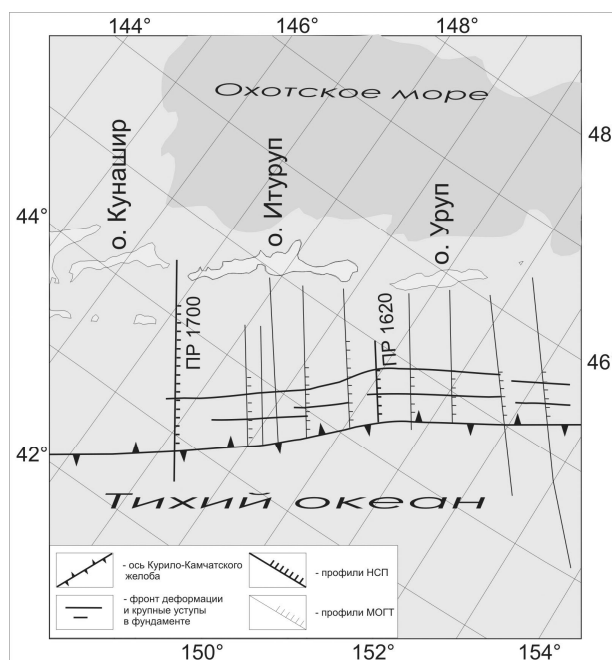 144°
146°
148°
Охотское море
48°
о. Кунашир
о. Итуруп
о. Уруп
44°
ПР 1700
ПР 1620
46°
42°
Тихий океан
- ось Курило-Камчатского
желоба
- профили НСП
- фронт деформации
и крупные уступы
в фундаменте
- профили МОГТ
150°
152°
154°